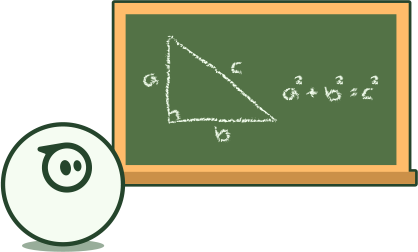 a
c
b
a² + b² = c²